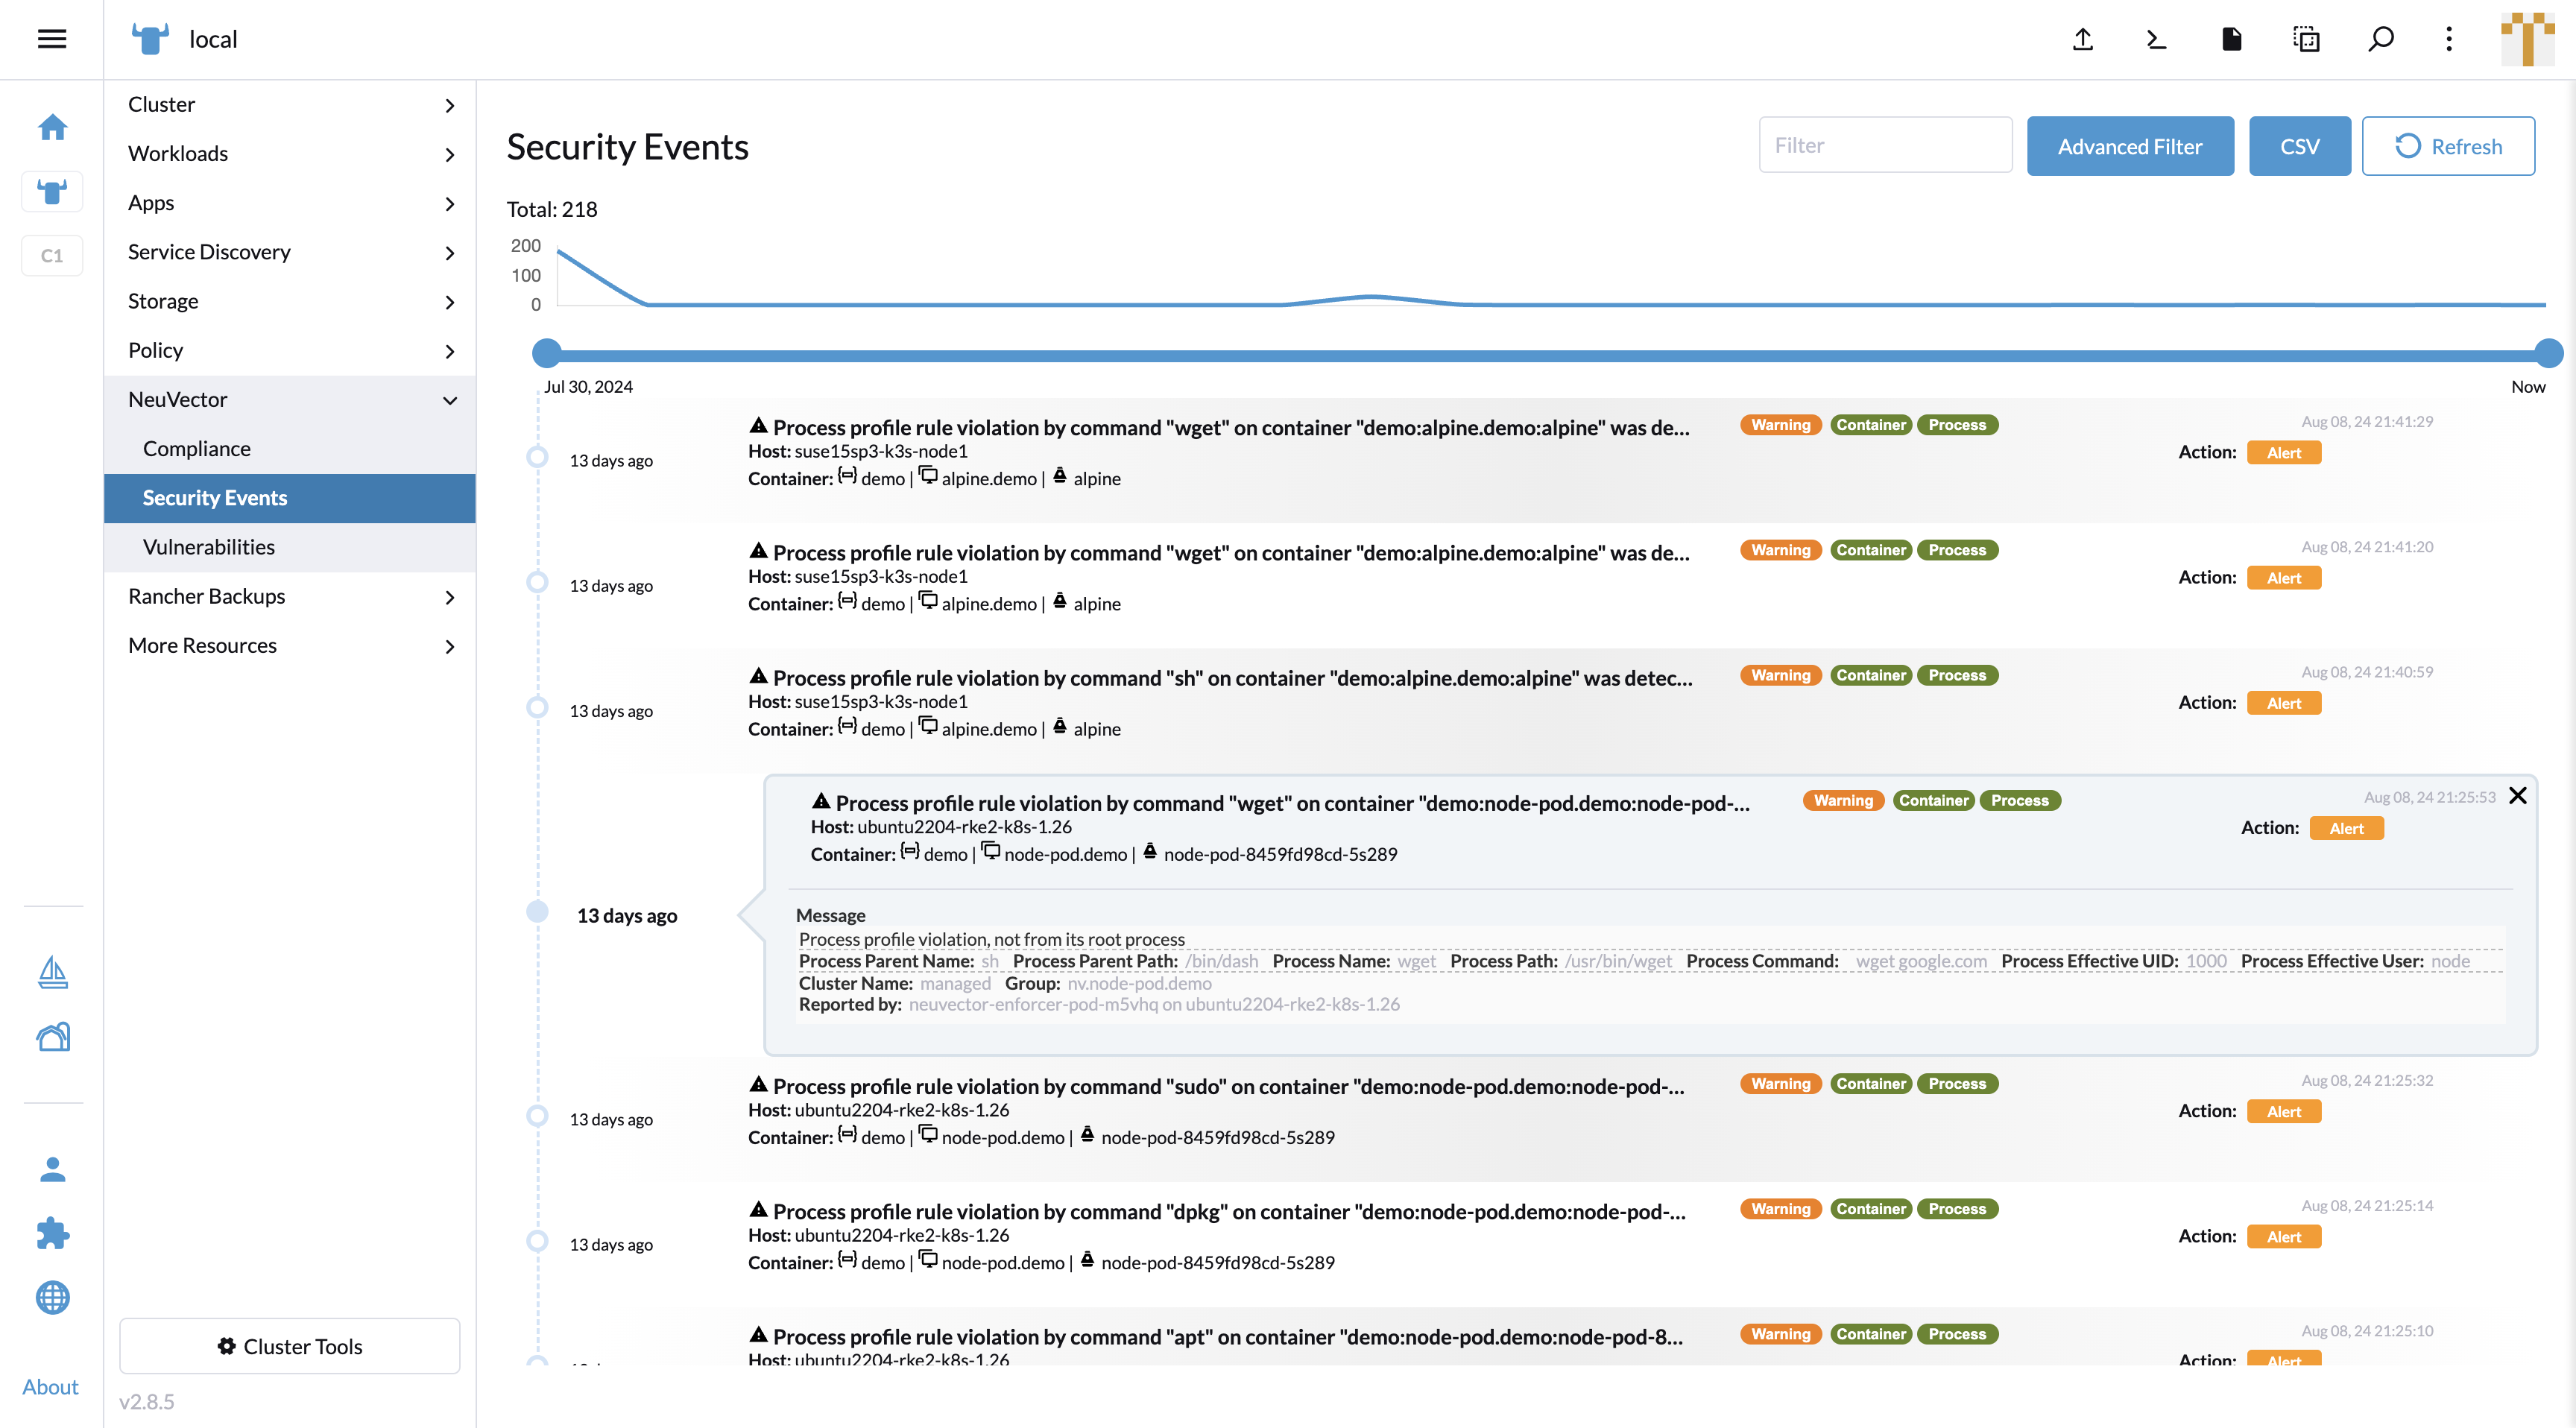 local
C1
About
Cluster
Workloads
Apps
Service Discovery
Storage
Policy
NeuVector
Compliance
Security Events
Vulnerabilities
Rancher Backups
More Resources
Cluster Tools
v2.8.5
Security Events
Filter
Advanced Filter
CSV
Refresh
Total: 218
200
100
0
Jul 30, 2024
Now
13 days ago
Process profile rule violation by command "wget" on container "demo:alpine.demo:alpine" was de...
Warning Container Process
Aug 08, 24 21:41:29
Host: suse15sp3-k3s-node1
Action: Alert
Container: demo | alpine.demo | alpine
13 days ago
Process profile rule violation by command "wget" on container "demo:alpine.demo:alpine" was de...
Warning Container Process
Aug 08, 24 21:41:20
Host: suse15sp3-k3s-node1
Action: Alert
Container: demo | alpine.demo | alpine
13 days ago
Process profile rule violation by command "sh" on container "demo:alpine.demo:alpine" was detec...
Warning Container Process
Aug 08, 24 21:40:59
Host: suse15sp3-k3s-node1
Action: Alert
Container: demo | alpine.demo | alpine
13 days ago
Process profile rule violation by command "wget" on container "demo:node-pod.demo:node-pod-...
Warning Container Process
Aug 08, 24 21:25:53
Host: ubuntu2204-rke2-k8s-1.26
Action: Alert
Container: demo | node-pod.demo | node-pod-8459fd98cd-5s289
Message
Process profile violation, not from its root process
Process Parent Name: sh Process Parent Path: /bin/dash Process Name: wget Process Path: /usr/bin/wget Process Command: wget google.com Process Effective UID: 1000 Process Effective User: node
Cluster Name: managed Group: nv.node-pod.demo
Reported by: neuvector-enforcer-pod-m5vhq on ubuntu2204-rke2-k8s-1.26
13 days ago
Process profile rule violation by command "sudo" on container "demo:node-pod.demo:node-pod-...
Warning Container Process
Aug 08, 24 21:25:32
Host: ubuntu2204-rke2-k8s-1.26
Action: Alert
Container: demo | node-pod.demo | node-pod-8459fd98cd-5s289
13 days ago
Process profile rule violation by command "dpkg" on container "demo:node-pod.demo:node-pod-...
Warning Container Process
Aug 08, 24 21:25:14
Host: ubuntu2204-rke2-k8s-1.26
Action: Alert
Container: demo | node-pod.demo | node-pod-8459fd98cd-5s289
Process profile rule violation by command "apt" on container "demo:node-pod.demo:node-pod-8...
Warning Container Process
Aug 08, 24 21:25:10
Host: ubuntu2204-rke2-k8s-1.26
Action: Alert